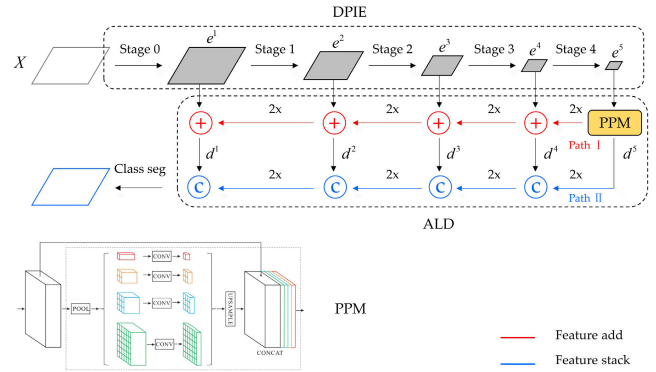 DPIE
X Stage 0 e¹ Stage 1 e² Stage 2 e³ Stage 3 e⁴ Stage 4 e⁵
+ 2x + 2x + 2x + 2x PPM
Path Ⅰ
d¹ d² d³ d⁴ d⁵
Class seg C 2x C 2x C 2x C 2x
Path Ⅱ
ALD
CONV
CONV
POOL CONV UPSAMPLE
CONV
CONCAT
PPM
Feature add
Feature stack